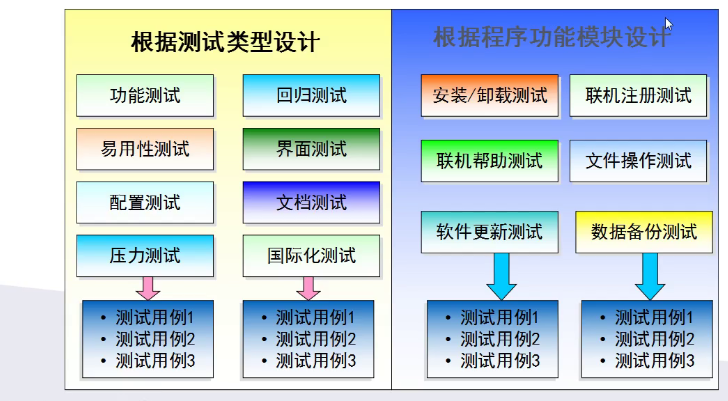 根据测试类型设计
功能测试
回归测试
易用性测试
界面测试
配置测试
文档测试
压力测试
国际化测试
• 测试用例1
• 测试用例2
• 测试用例3
• 测试用例1
• 测试用例2
• 测试用例3
根据程序功能模块设计
安装/卸载测试
联机注册测试
联机帮助测试
文件操作测试
软件更新测试
数据备份测试
• 测试用例1
• 测试用例2
• 测试用例3
• 测试用例1
• 测试用例2
• 测试用例3